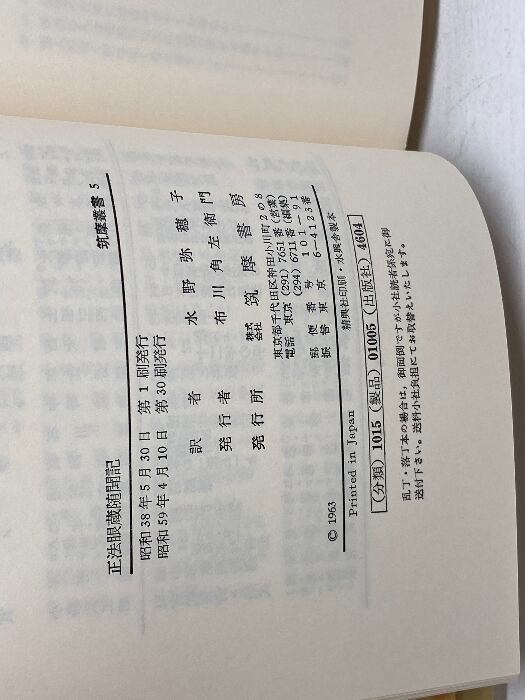 筑摩叢書 5
正法眼蔵随聞記
昭和38年5月30日 第1刷発行
昭和59年4月10日 第30刷発行
訳者 水野弥穂子
発行者 布川角左衛門
発行所 株式会社 筑摩書房
東京都千代田区神田小川町2の8
電話 東京 (291) 7651番 (営業)
東京 (294) 6711番 (編集)
郵便番号 101-91
振替東京 6-4123番
© 1963
精興社印刷・永興舎製本
Printed in Japan
(分類) 1015 (製品) 01005 (出版社) 4604
乱丁・落丁本の場合は、御面倒ですが小社読者係宛に御
送付下さい。送料小社負担にてお取替えいたします。